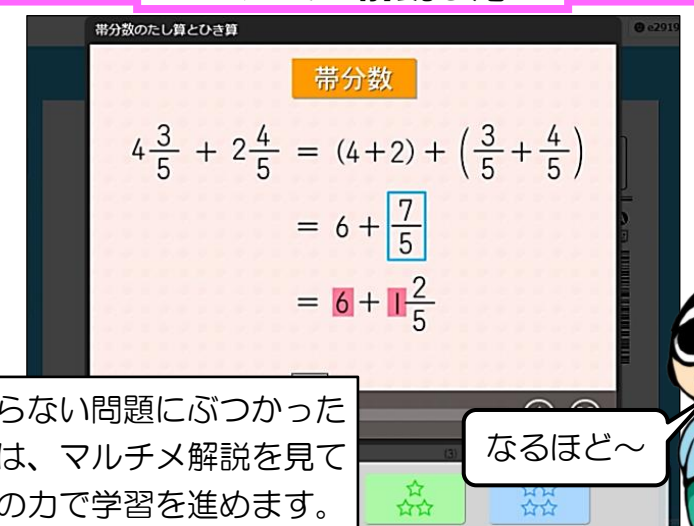 帯分数のたし算とひき算
e2919
帯分数
4 3/5 + 2 4/5 = (4+2) + (3/5 + 4/5)
= 6 + 7/5
= 6 + 1 2/5
らない問題にぶつかった
は、マルチメ解説を見て
の力で学習を進めます。
(3)
なるほど〜